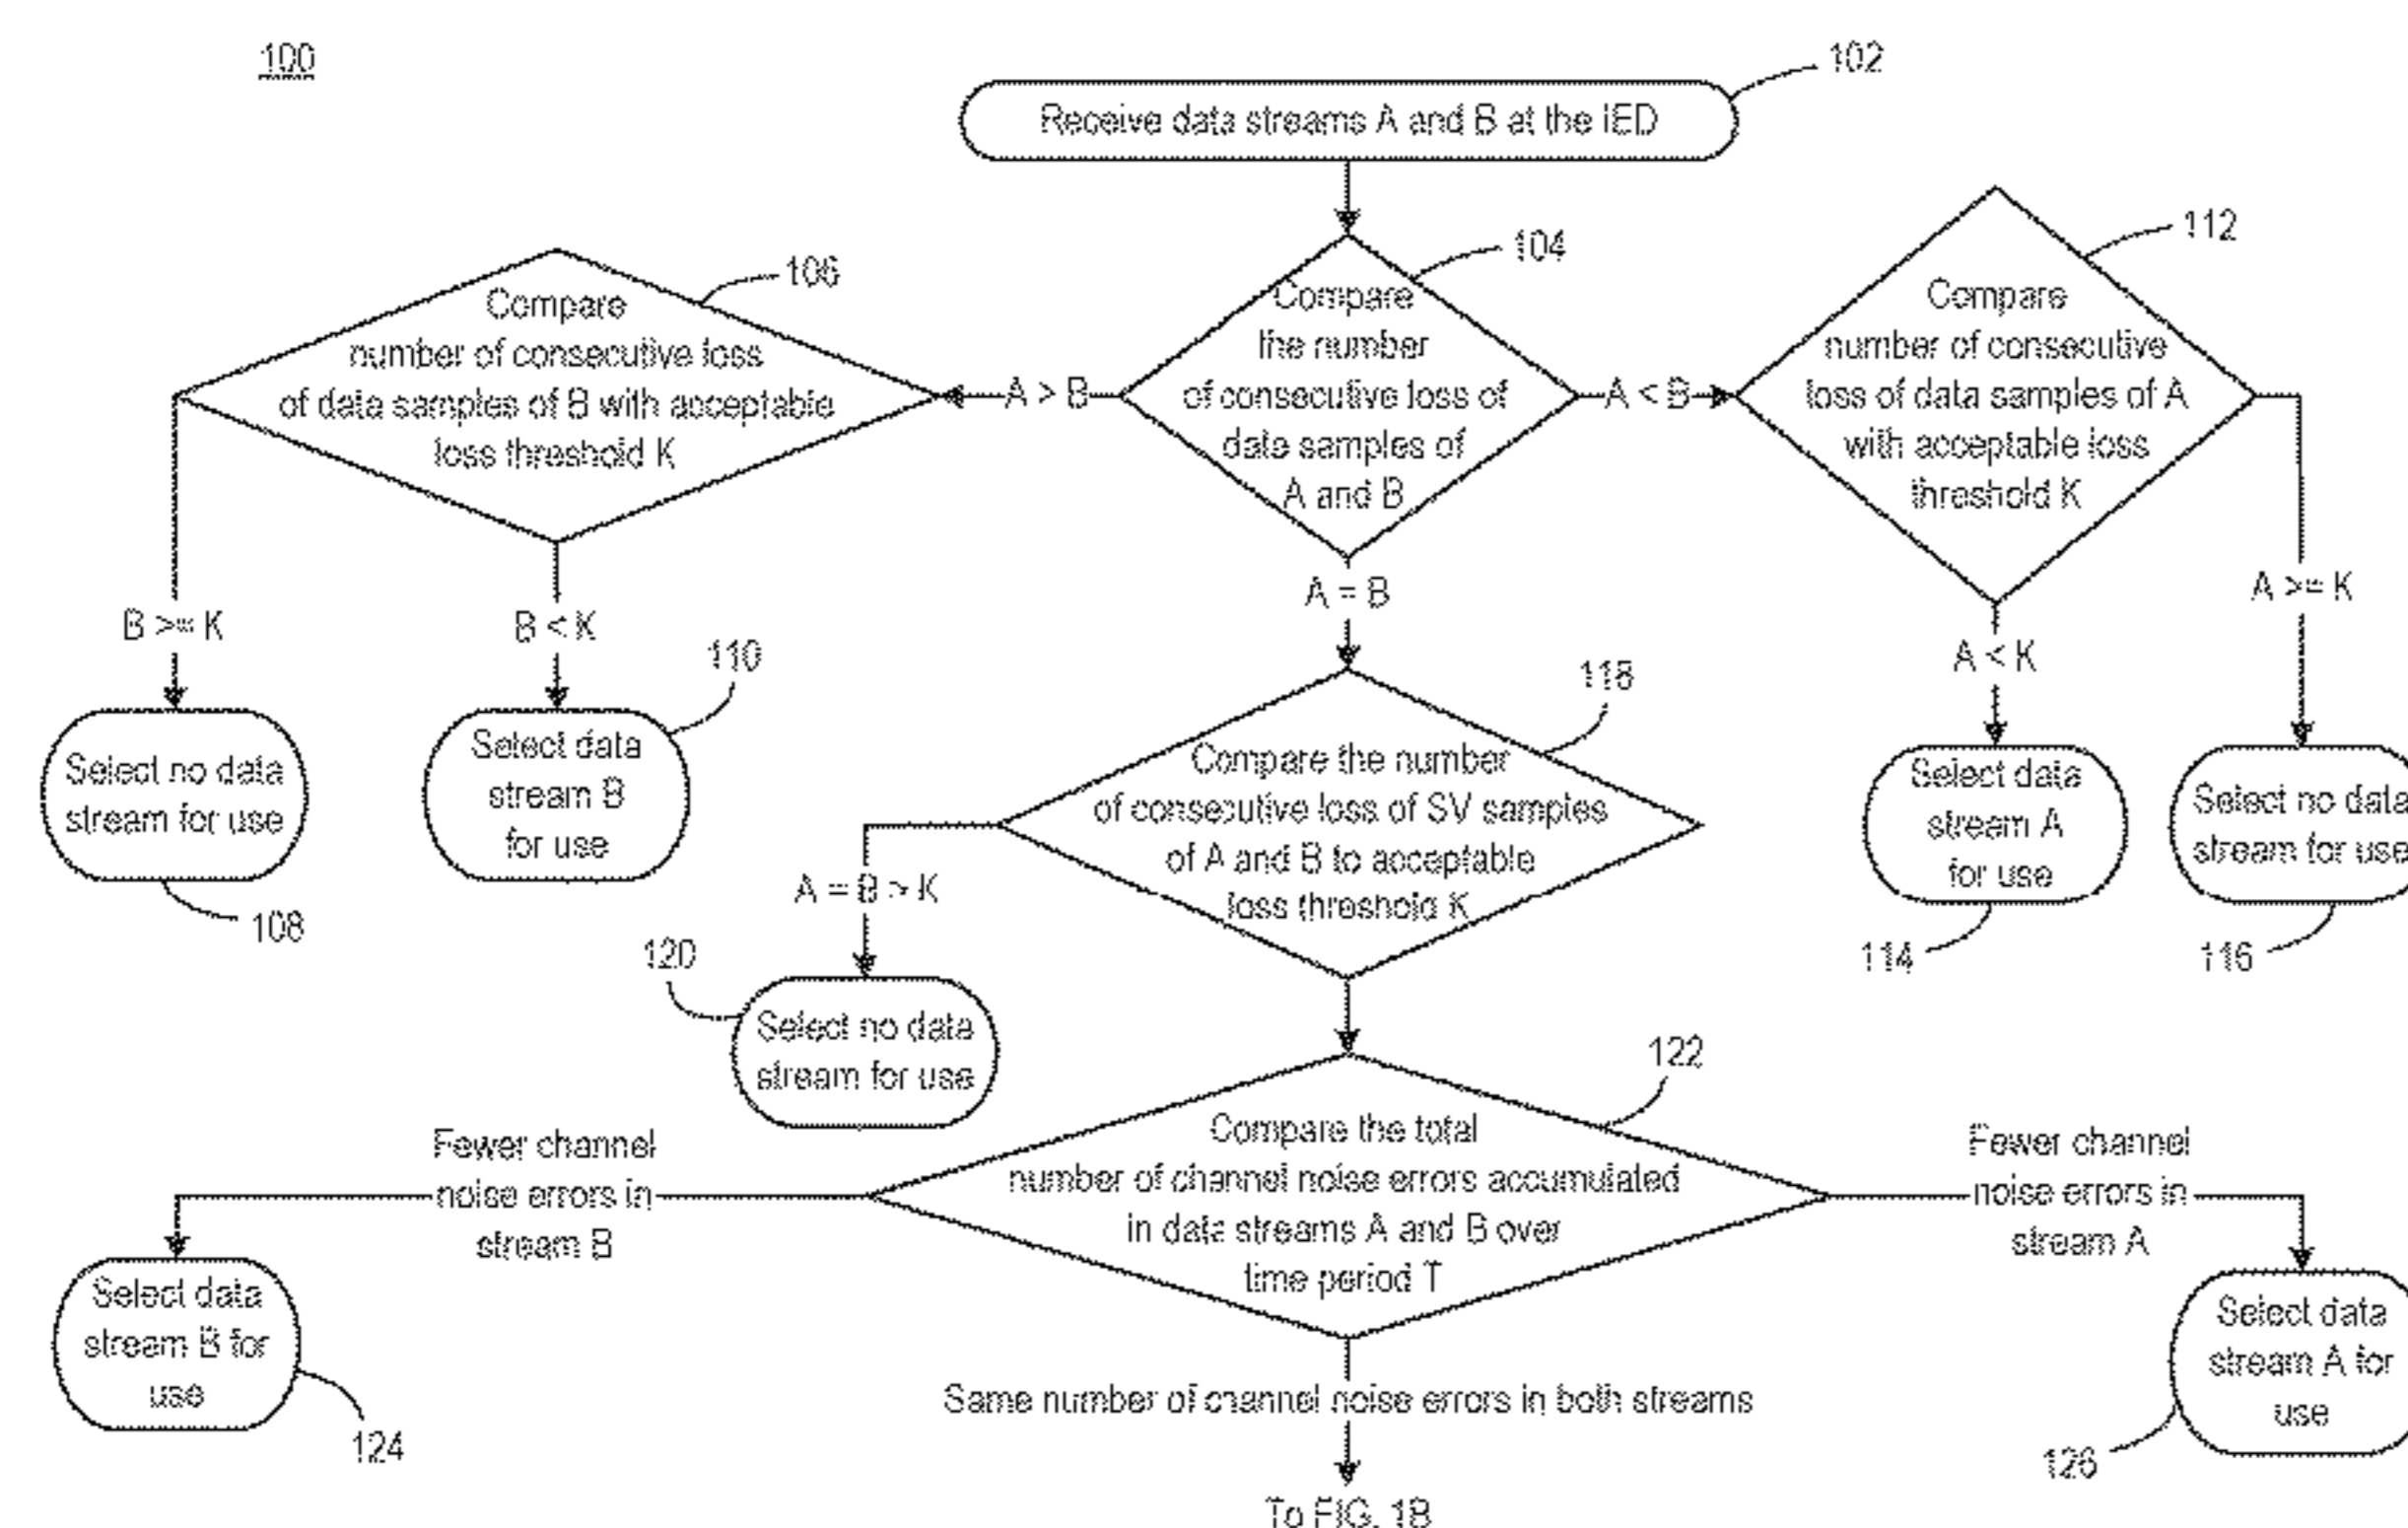 100
102
Receive data streams A and B at the IED
104
Compare
the number
of consecutive loss of
data samples of
A and B
A > B
A < B
A = B
106
Compare
number of consecutive loss
of data samples of B with acceptable
loss threshold K
B >= K
B < K
Select no data
stream for use
108
110
Select data
stream B
for use
112
Compare
number of consecutive
loss of data samples of A
with acceptable loss
threshold K
A < K
A >= K
Select data
stream A
for use
114
Select no data
stream for use
116
118
Compare the number
of consecutive loss of SV samples
of A and B to acceptable
loss threshold K
A = B > K
120
Select no data
stream for use
122
Compare the total
number of channel noise errors accumulated
in data streams A and B over
time period T
Fewer channel
noise errors in
stream B
Select data
stream B for
use
124
Fewer channel
noise errors in
stream A
Select data
stream A for
use
126
Same number of channel noise errors in both streams
To FIG. 1B